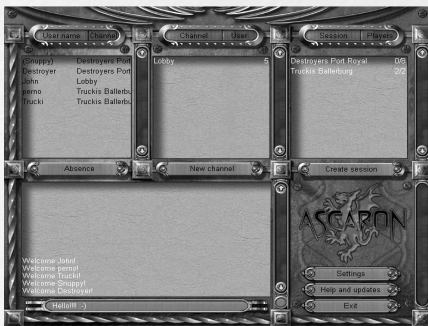 User name Channel
(Snuppy) Destroyers Port
Destroyer Destroyers Port
John Lobby
perno Truckis Ballerbu
Trucki Truckis Ballerbu
Absence
Channel User
Lobby 5
New channel
Session Players
Destroyers Port Royal 0/8
Truckis Ballerburg 2/2
Create session
Welcome John!
Welcome perno!
Welcome Trucki!
Welcome Snuppy!
Welcome Destroyer!
Hello!!!! :-)
ASCARON
Settings
Help and updates
Exit